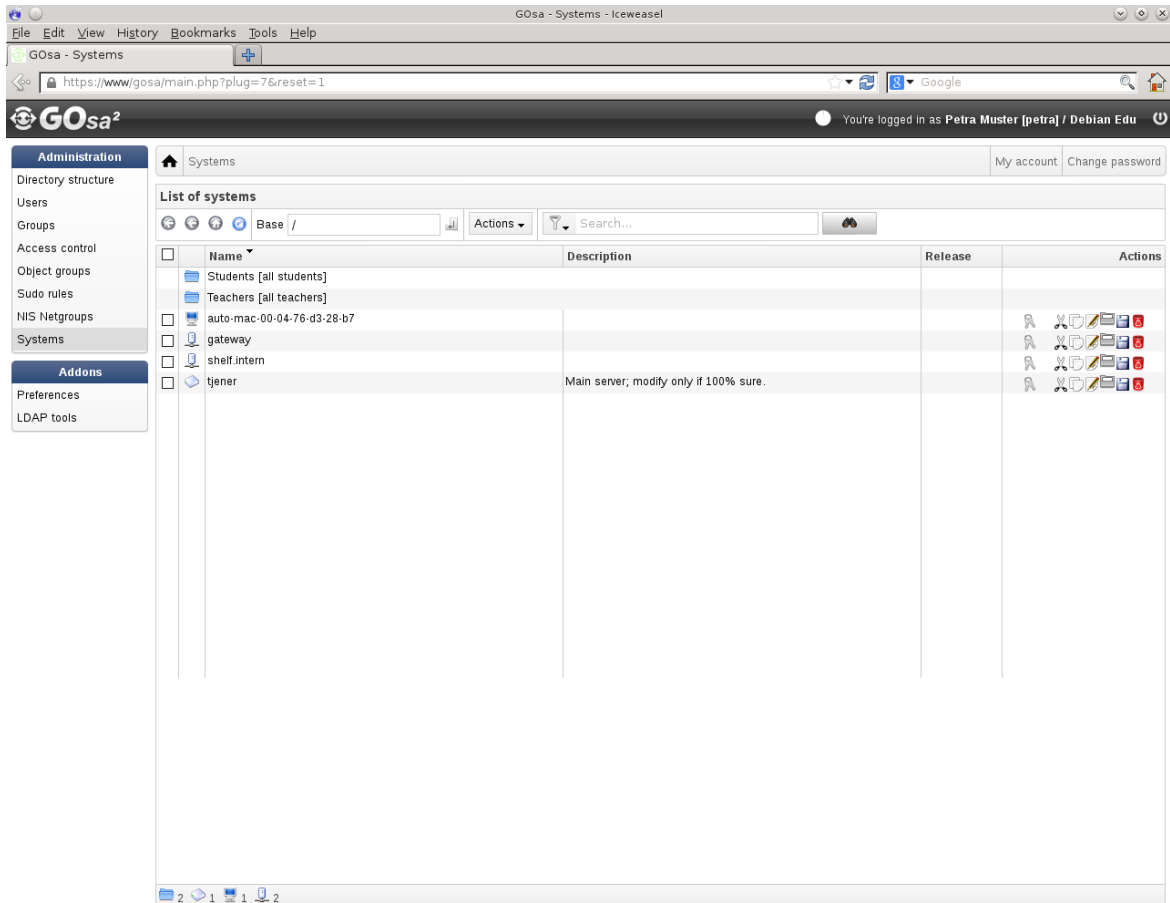 GOsa - Systems - Iceweasel
File Edit View History Bookmarks Tools Help
GOsa - Systems
https://www/gosa/main.php?plug=7&reset=1
8 Google
GOsa²
You're logged in as Petra Muster [petra] / Debian Edu
Administration
Directory structure
Users
Groups
Access control
Object groups
Sudo rules
NIS Netgroups
Systems
Addons
Preferences
LDAP tools
Systems
My account Change password
List of systems
Base / Actions Search...
Name Description Release Actions
Students [all students]
Teachers [all teachers]
auto-mac-00-04-76-d3-28-b7
gateway
shelf.intern
tjener Main server; modify only if 100% sure.
2 1 1 2